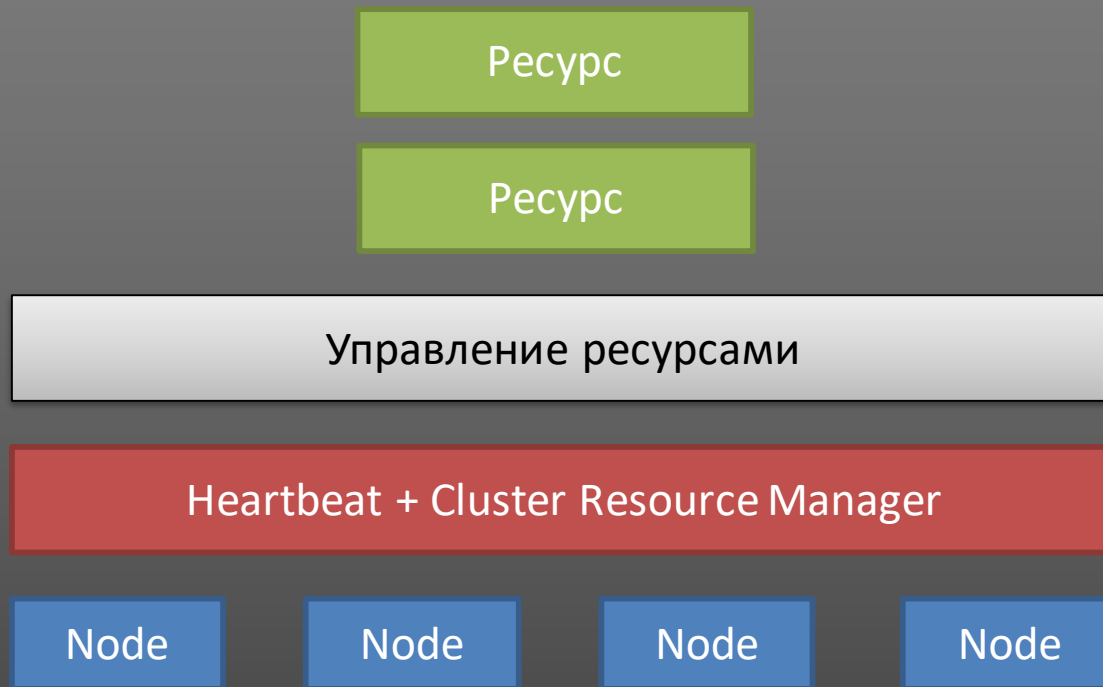 Ресурс
Ресурс
Управление ресурсами
Heartbeat + Cluster Resource Manager
Node Node Node Node